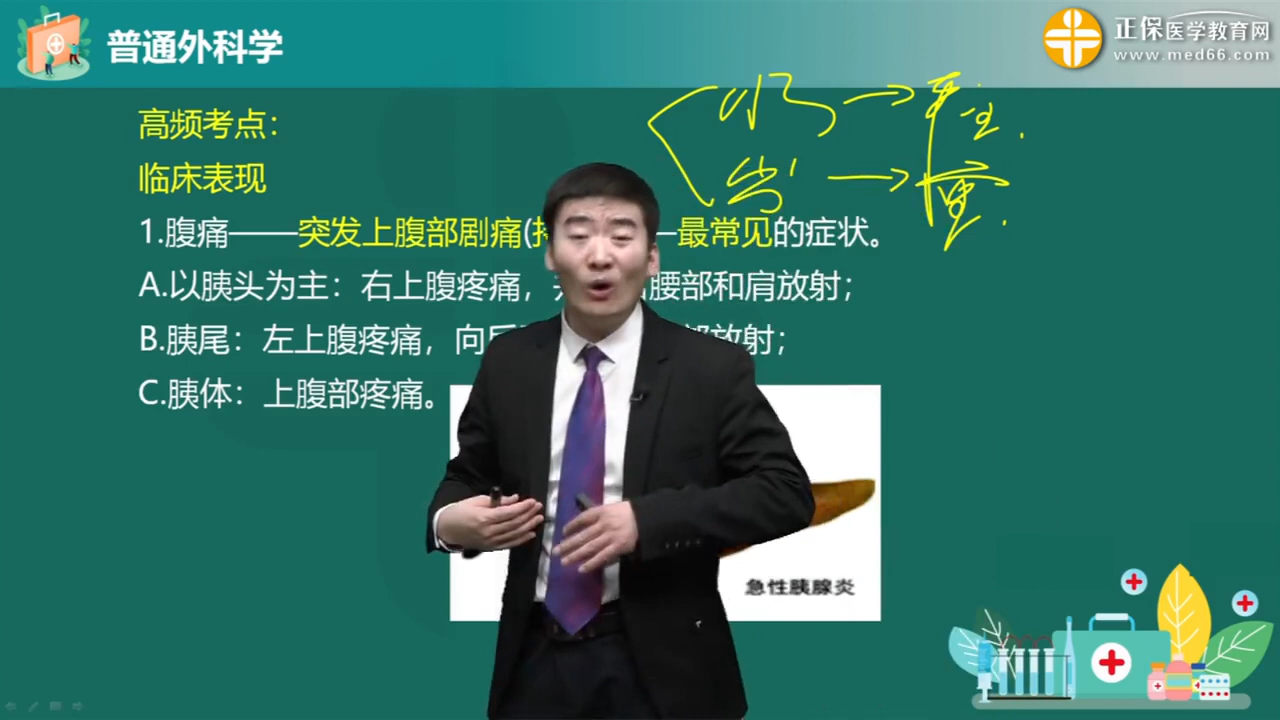 普通外科学
正保医学教育网
www.med66.com
高频考点：
临床表现
1.腹痛——突发上腹部剧痛(持 —最常见的症状。
A.以胰头为主：右上腹疼痛， 腰部和肩放射；
B.胰尾：左上腹疼痛，向 部放射；
C.胰体：上腹部疼痛。
急性胰腺炎